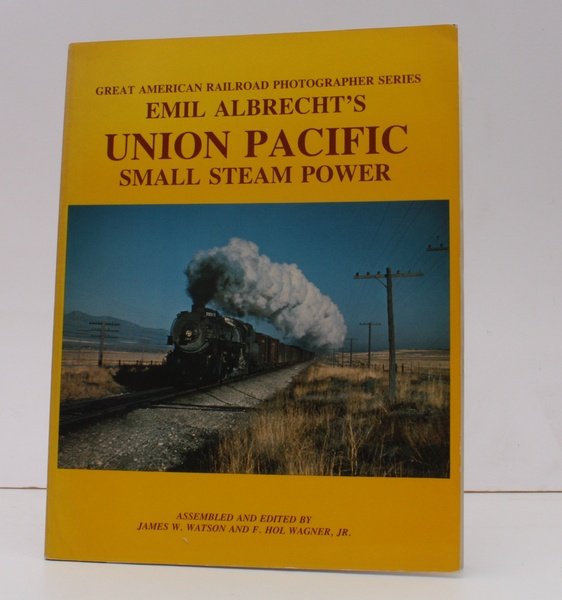 GREAT AMERICAN RAILROAD PHOTOGRAPHER SERIES
EMIL ALBRECHT'S
UNION PACIFIC
SMALL STEAM POWER
ASSEMBLED AND EDITED BY
JAMES W. WATSON AND F. HOL WAGNER, JR.